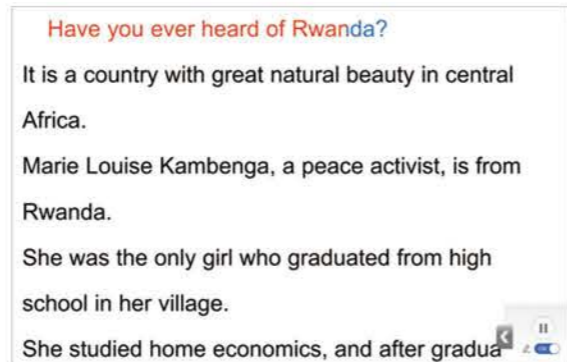 Have you ever heard of Rwanda?
It is a country with great natural beauty in central
Africa.
Marie Louise Kambenga, a peace activist, is from
Rwanda.
She was the only girl who graduated from high
school in her village.
She studied home economics, and after gradua